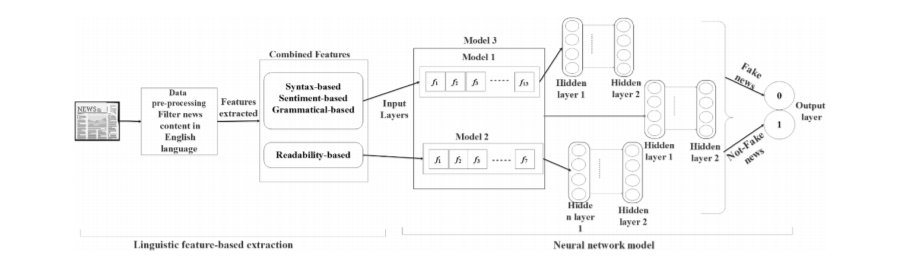 NEWS
Data
pre-processing
Filter news
content in
English
language
Features
extracted
Combined Features
Syntax-based
Sentiment-based
Grammatical-based
Readability-based
Input
Layers
Model 3
Model 1
f1 f2 f3 ----- f13
Model 2
f1 f2 f3 ----- f7
Hidden
layer 1
Hidden
layer 2
Hidden
layer 1
Hidden
layer 2
Hidde
n layer
1
Hidden
layer 2
Fake
news
Not-Fake
news
0
1
Output
layer
Linguistic feature-based extraction
Neural network model